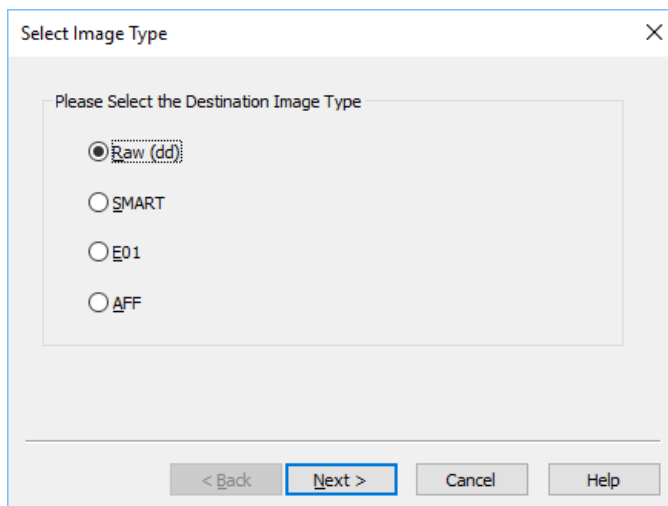 Select Image Type
Please Select the Destination Image Type
Raw (dd)
SMART
E01
AFF
< Back Next > Cancel Help